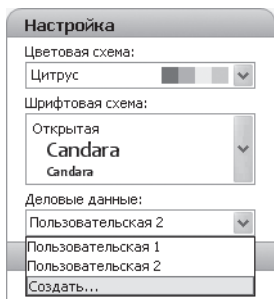 Настройка
Цветовая схема:
Цитрус
Шрифтовая схема:
Открытая
Candara
Candara
Деловые данные:
Пользовательская 2
Пользовательская 1
Пользовательская 2
Создать...